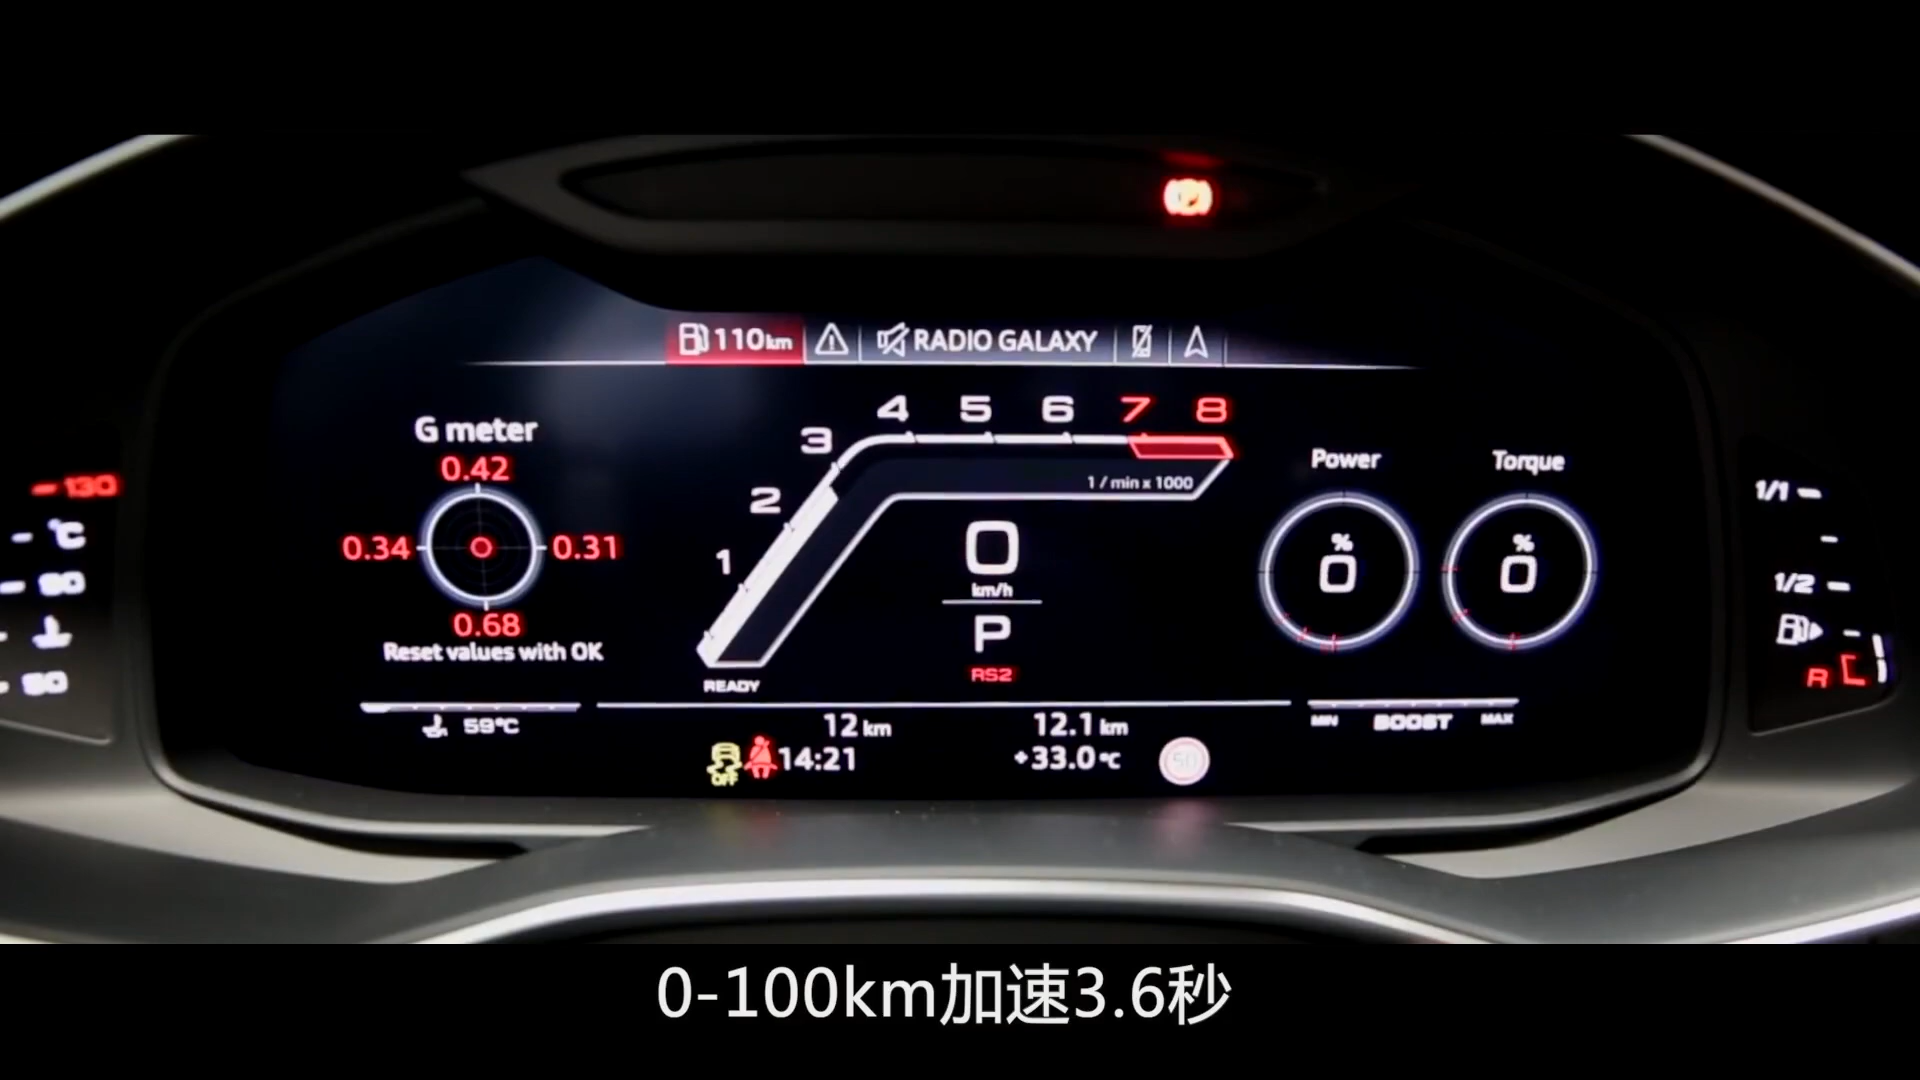 110km RADIO GALAXY
4 5 6 7 8
3
2
1
1 / min x 1000
G meter
0.42
0.34 0.31
0.68
Reset values with OK
Power Torque
%
0
%
0
0
km/h
P
RS2
READY
59°C
12 km 12.1 km
MIN BOOST MAX
OFF 14:21 +33.0°C 50
130
°C
90
50
1/1
1/2
R
0-100km加速3.6秒